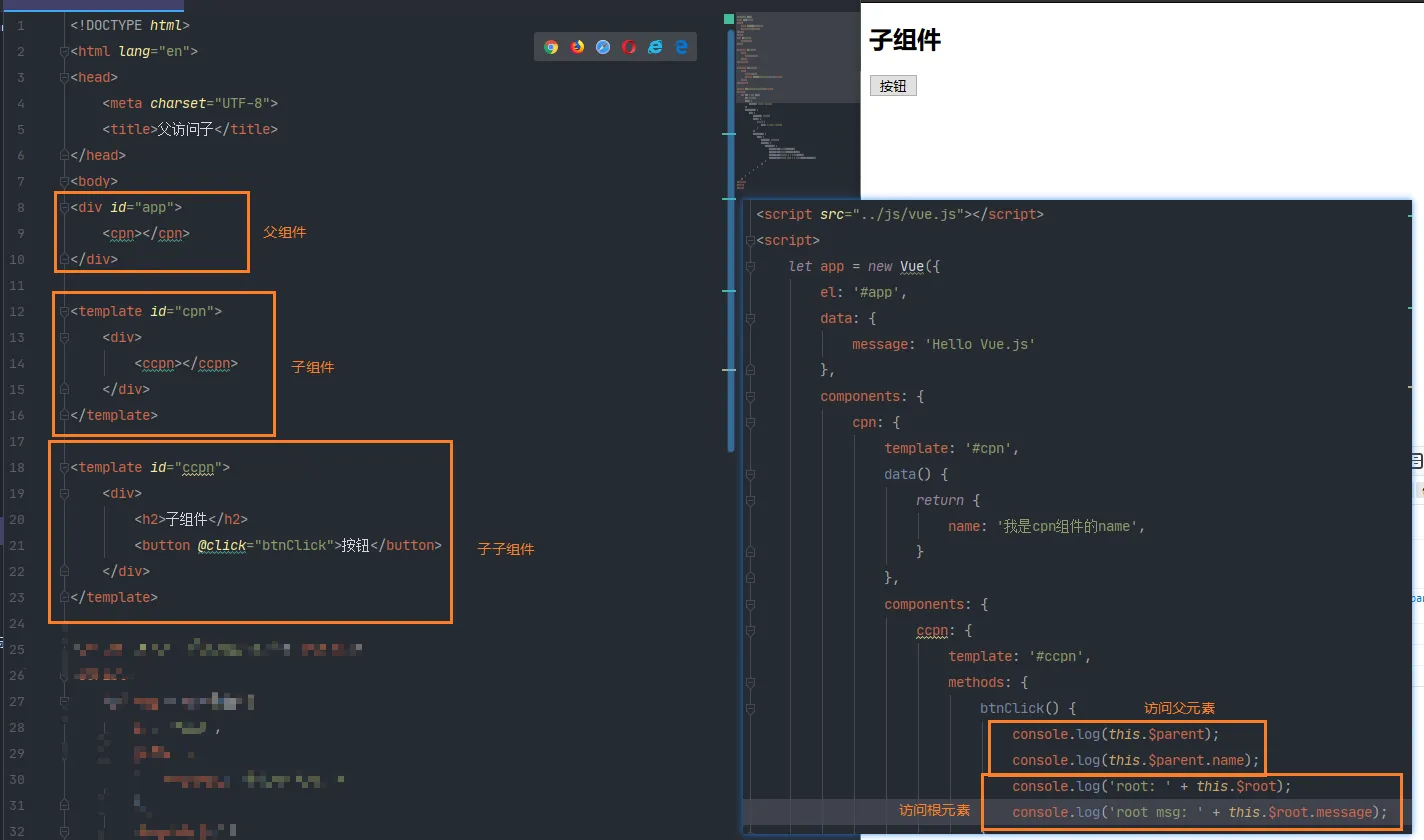 1 <!DOCTYPE html>
2 <html lang="en">
3 <head>
4 <meta charset="UTF-8">
5 <title>父访问子</title>
6 </head>
7 <body>
8 <div id="app">
9 <cpn></cpn>
父组件
10 </div>
11
12 <template id="cpn">
13 <div>
14 <ccpn></ccpn>
子组件
15 </div>
16 </template>
17
18 <template id="ccpn">
19 <div>
20 <h2>子组件</h2>
21 <button @click="btnClick">按钮</button>
子子组件
22 </div>
23 </template>
24
25
26
27
28
29
30
31
32
子组件
按钮
<script src="../js/vue.js"></script>
<script>
let app = new Vue({
el: '#app',
data: {
message: 'Hello Vue.js'
},
components: {
cpn: {
template: '#cpn',
data() {
return {
name: '我是cpn组件的name',
}
},
components: {
ccpn: {
template: '#ccpn',
methods: {
btnClick() {
访问父元素
console.log(this.$parent);
console.log(this.$parent.name);
console.log('root: ' + this.$root);
访问根元素
console.log('root msg: ' + this.$root.message);